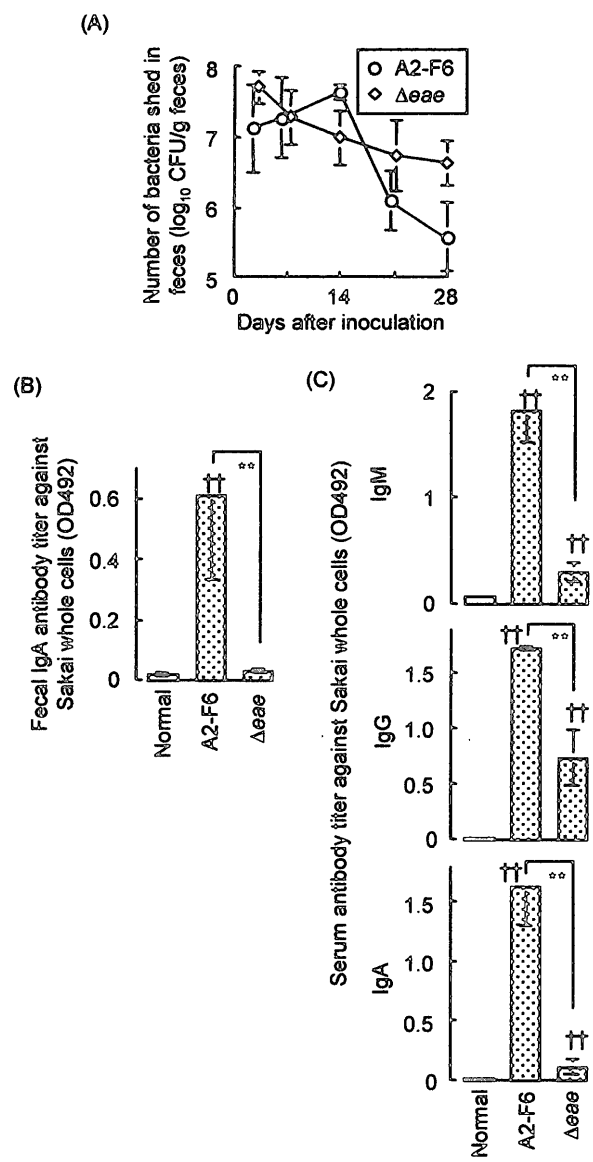 (A)
Number of bacteria shed in
feces (log10 CFU/g feces)
8
7
6
5
0
14
28
Days after inoculation
A2-F6
Δeae
(B)
Fecal IgA antibody titer against
Sakai whole cells (OD492)
0.6
0.4
0.2
0
††
☆☆
Normal
A2-F6
Δeae
(C)
Serum antibody titer against Sakai whole cells (OD492)
IgM
2
1
0
††
☆☆
††
IgG
1.5
1.0
0.5
0
††
☆☆
††
IgA
1.5
1.0
0.5
0
††
☆☆
††
Normal
A2-F6
Δeae